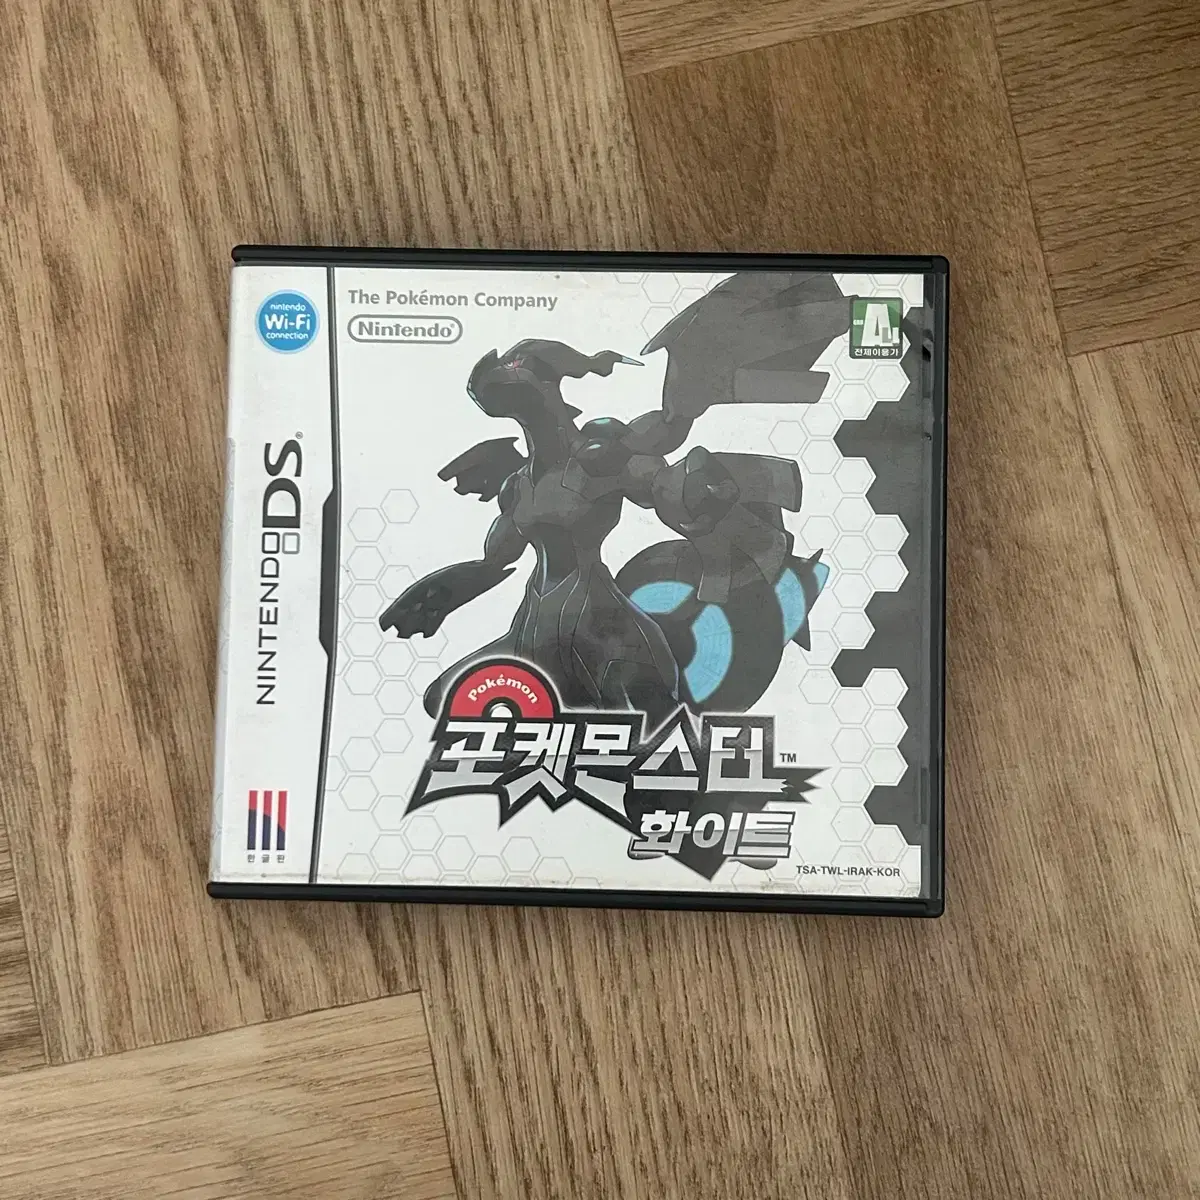 nintendo
Wi-Fi
connection
The Pokémon Company
Nintendo®
ALL
전체이용가
NINTENDO DS®
Pokémon
포켓몬스터™
화이트
한글판
TSA-TWL-IRAK-KOR